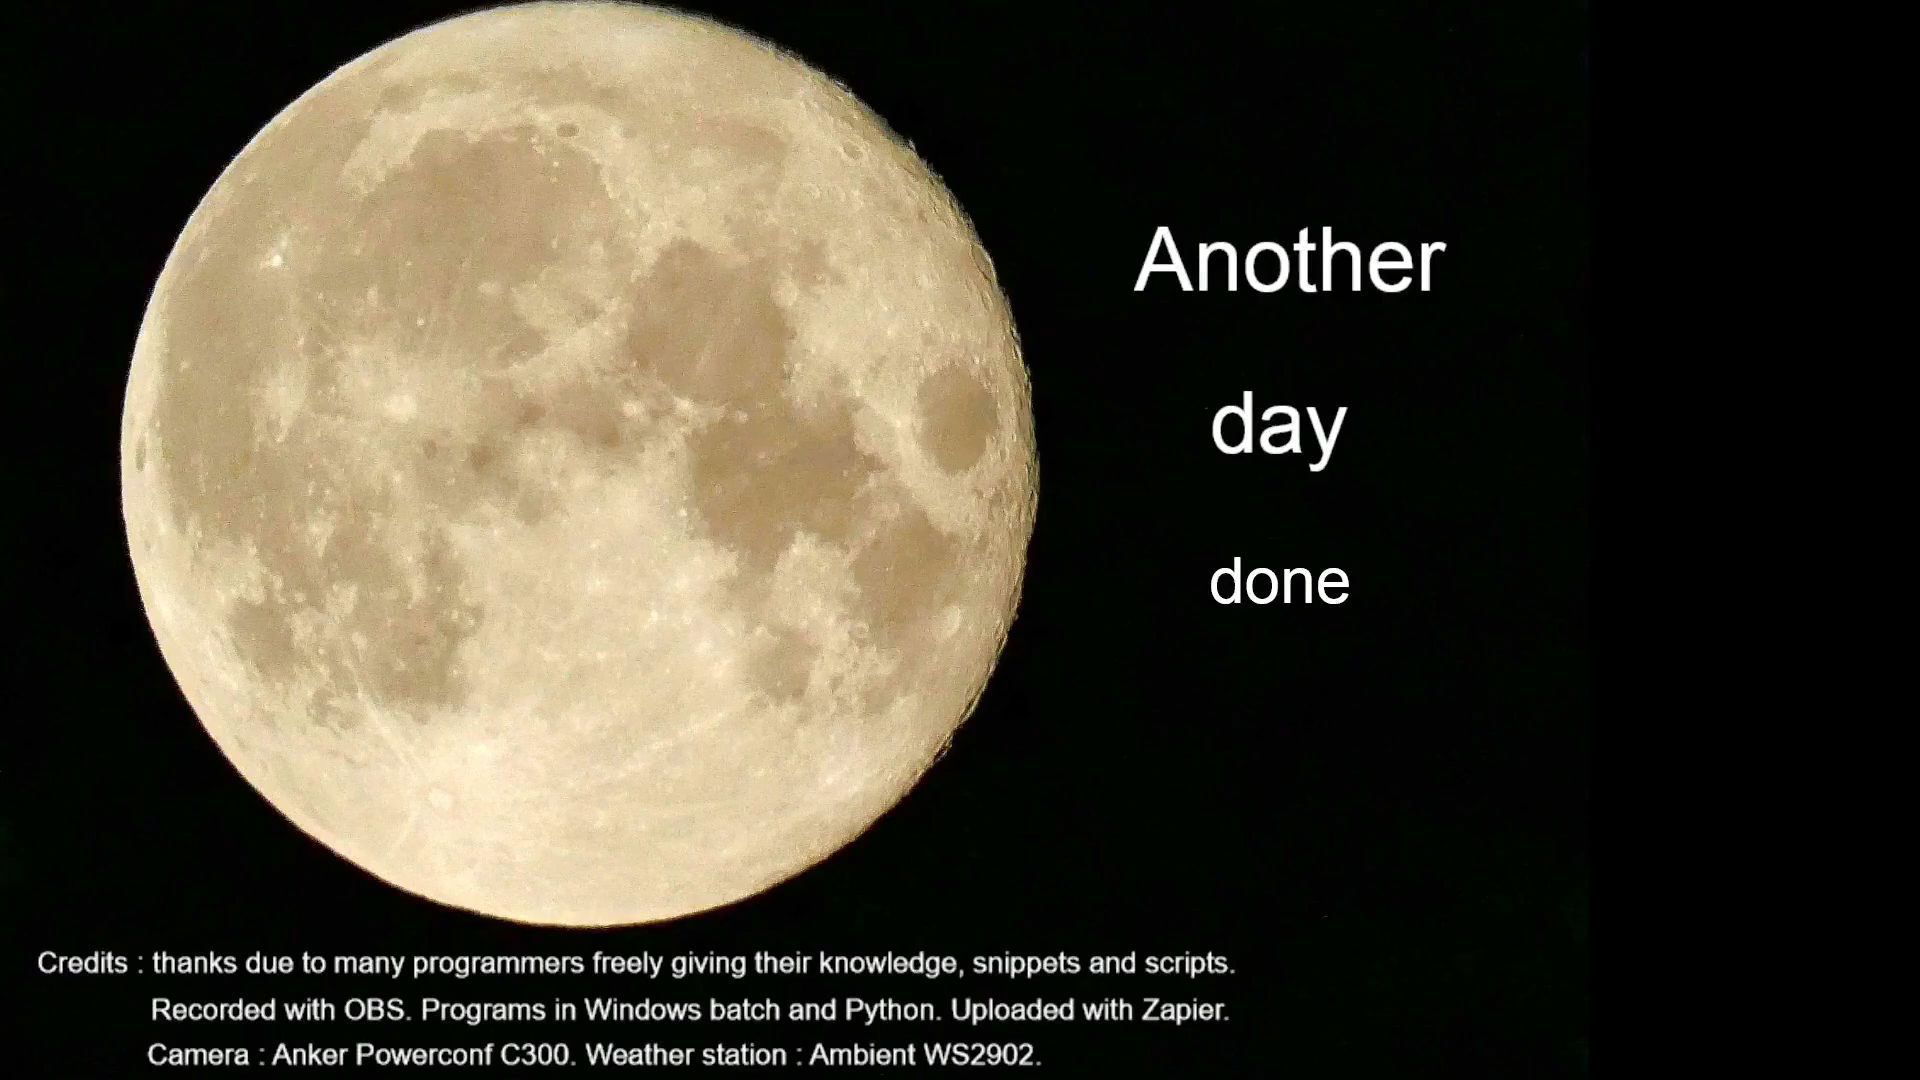 Another
day
done
Credits : thanks due to many programmers freely giving their knowledge, snippets and scripts.
Recorded with OBS. Programs in Windows batch and Python. Uploaded with Zapier.
Camera : Anker Powerconf C300. Weather station : Ambient WS2902.